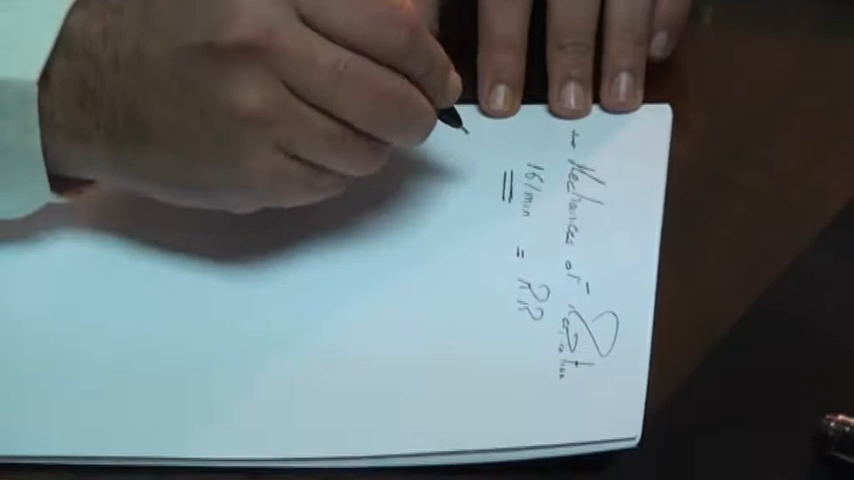 → Mechanics of Respiration
16/min = RR